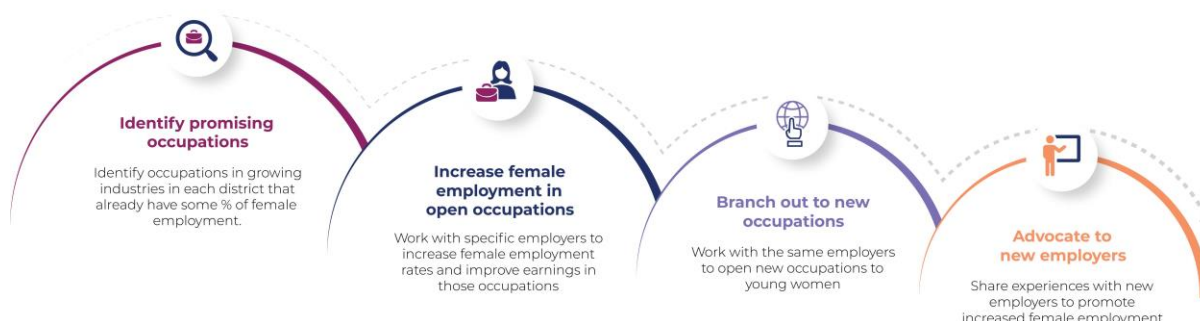 Identify promising
occupations
Identify occupations in growing
industries in each district that
already have some % of female
employment.
Increase female
employment in
open occupations
Work with specific employers to
increase female employment
rates and improve earnings in
those occupations
Branch out to new
occupations
Work with the same employers
to open new occupations to
young women
Advocate to
new employers
Share experiences with new
employers to promote
increased female employment